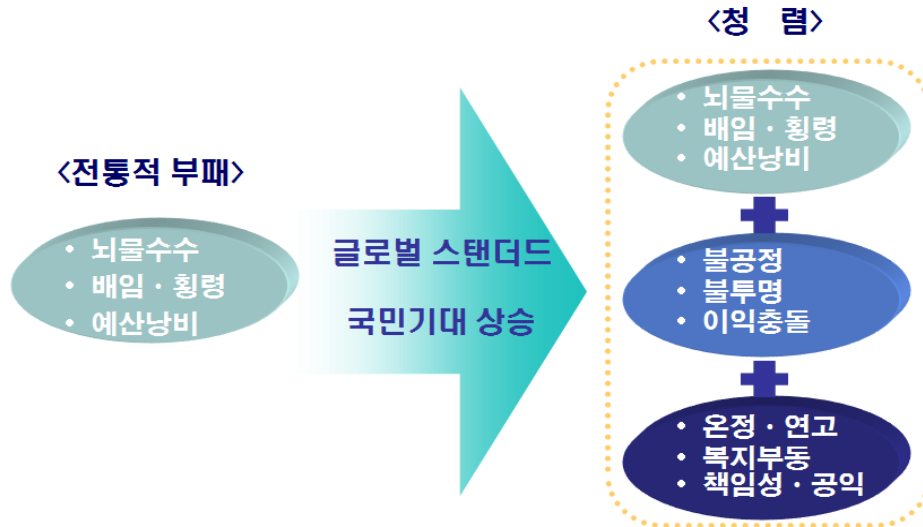 <전통적 부패>
• 뇌물수수
• 배임 · 횡령
• 예산낭비
글로벌 스탠더드
국민기대 상승
<청 렴>
• 뇌물수수
• 배임 · 횡령
• 예산낭비
• 불공정
• 불투명
• 이익충돌
• 온정 · 연고
• 복지부동
• 책임성 · 공익